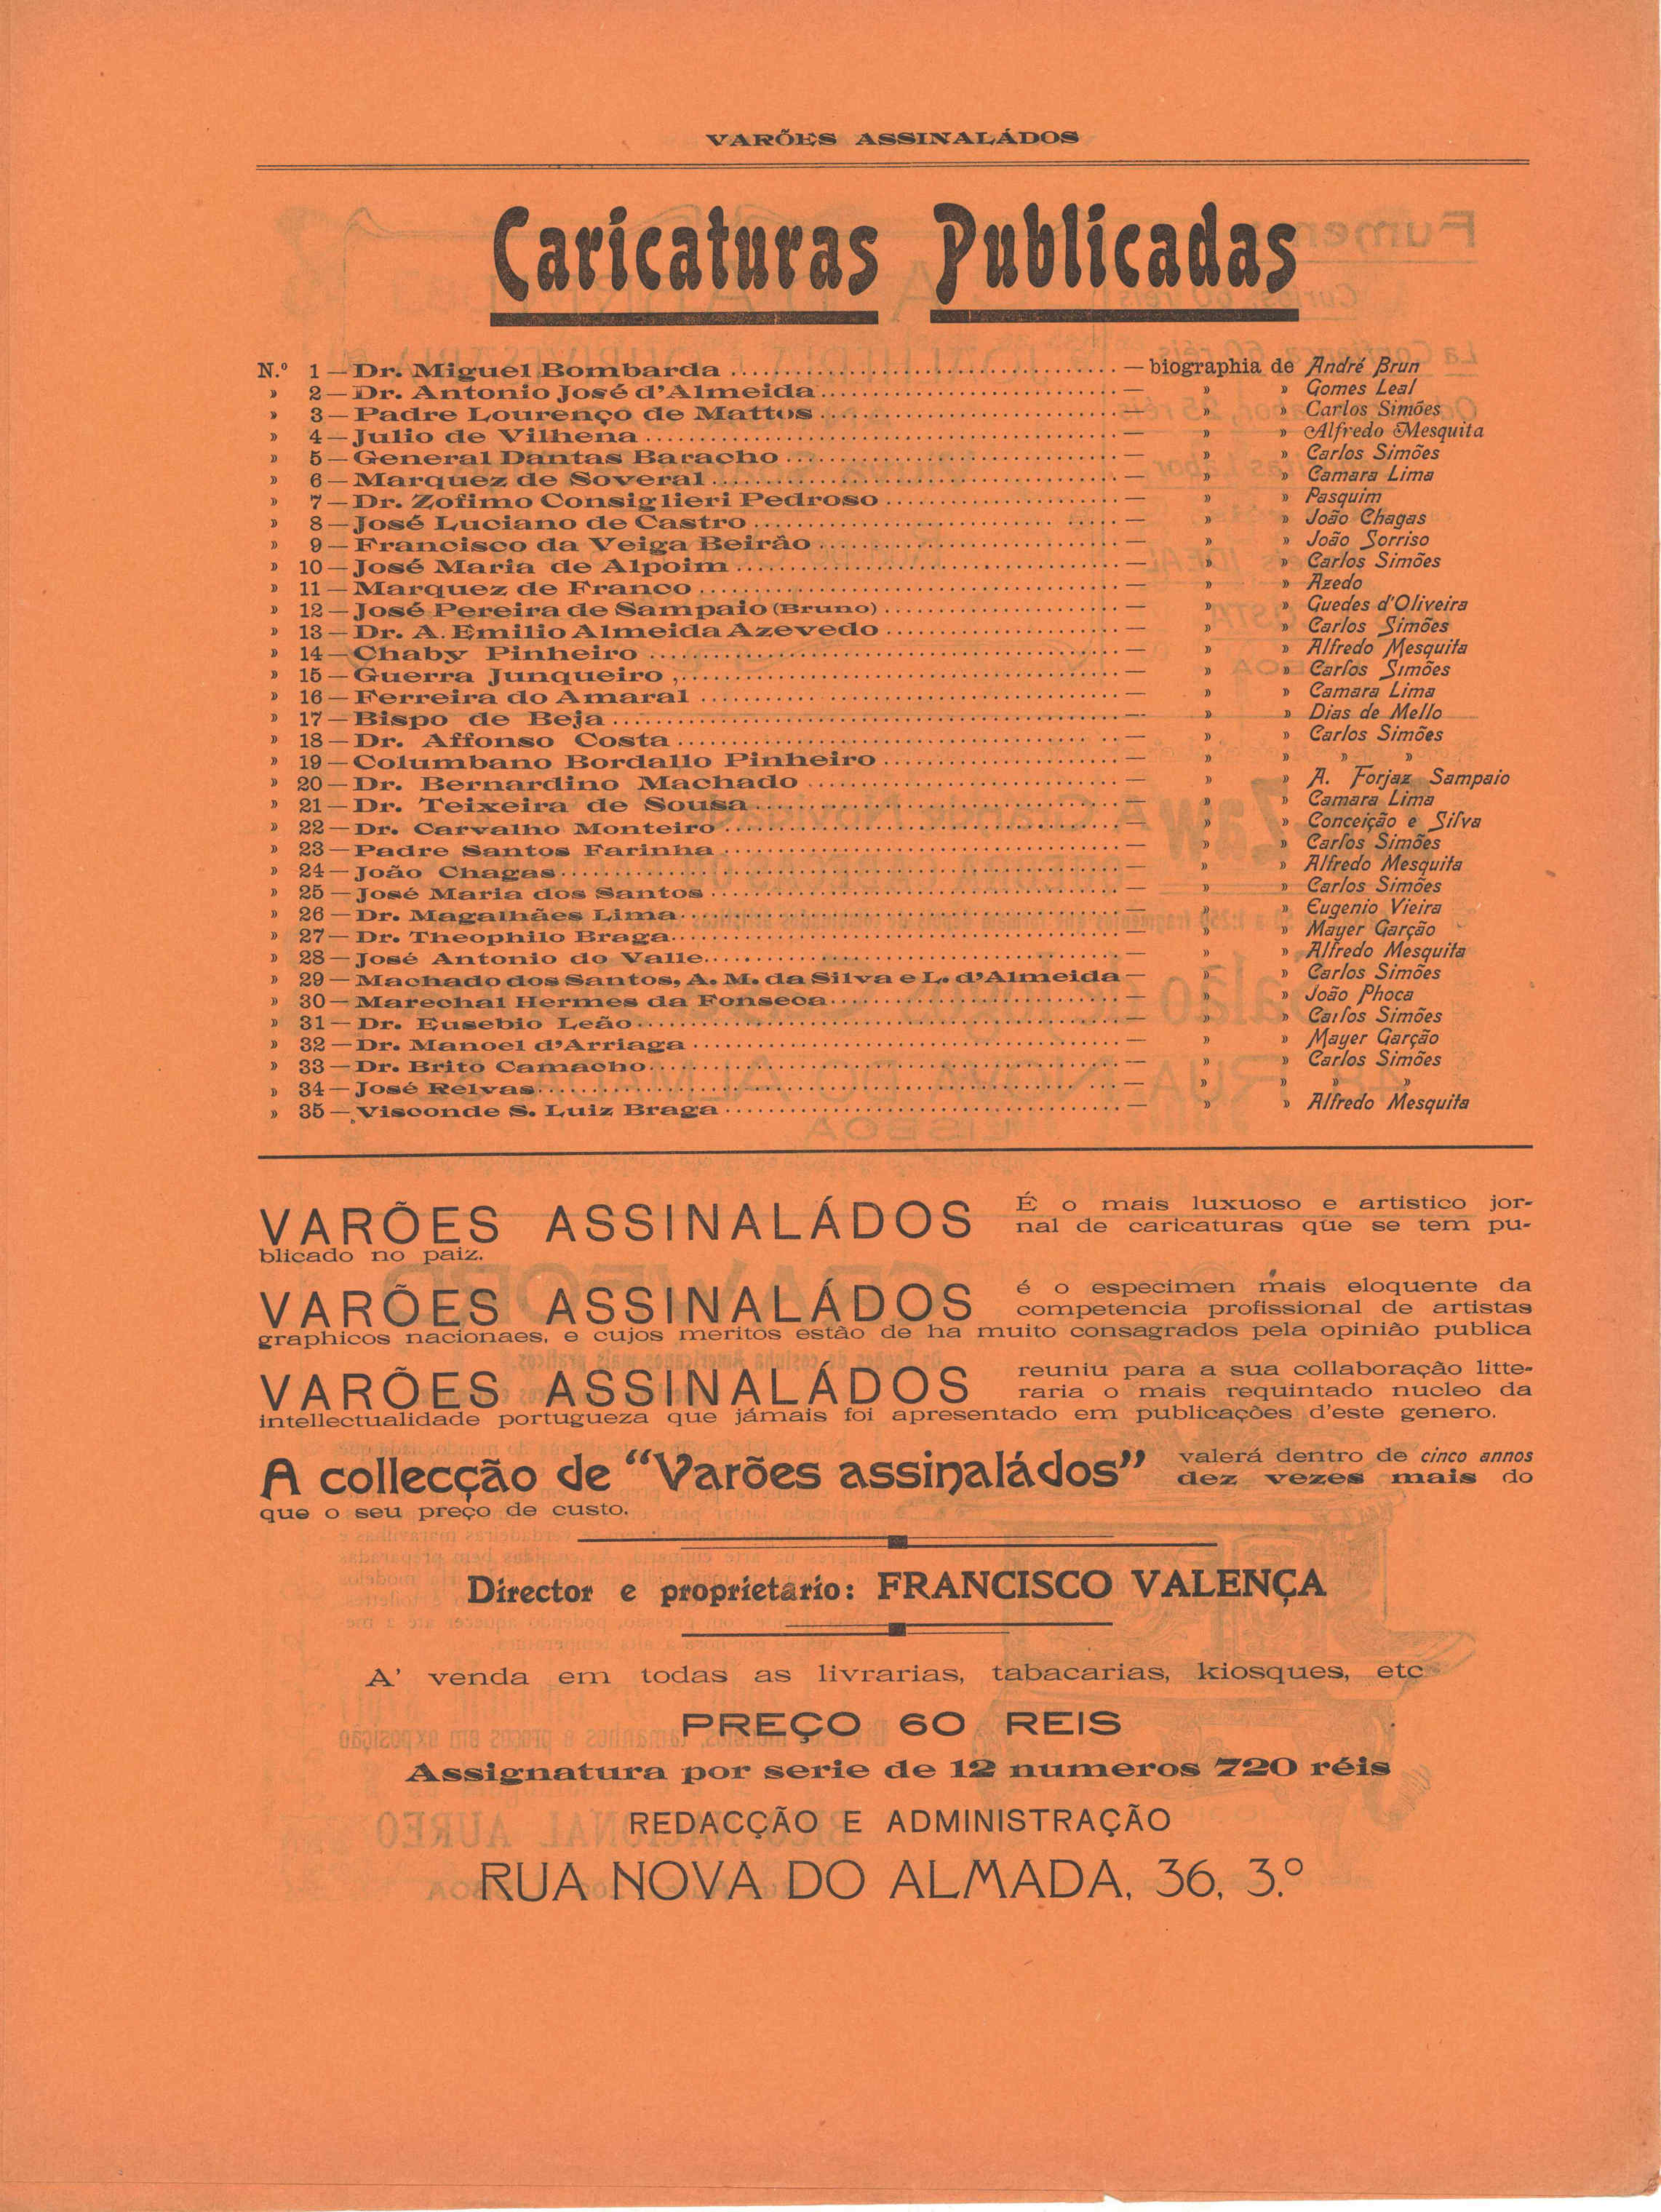 VARÕES ASSINALÁDOS
Caricaturas Publicadas
N.º 1 — Dr. Miguel Bombarda — biographia de André Brun
» 2 — Dr. Antonio José d'Almeida — » » Gomes Leal
» 3 — Padre Lourenço de Mattos — » » Carlos Simões
» 4 — Julio de Vilhena — » » Alfredo Mesquita
» 5 — General Dantas Baracho — » » Carlos Simões
» 6 — Marquez de Soveral — » » Camara Lima
» 7 — Dr. Zofimo Consiglieri Pedroso — » » Pasquim
» 8 — José Luciano de Castro — » » João Chagas
» 9 — Francisco da Veiga Beirão — » » João Sorriso
» 10 — José Maria de Alpoim — » » Carlos Simões
» 11 — Marquez de Franco — » » Azedo
» 12 — José Pereira de Sampaio (Bruno) — » » Guedes d'Oliveira
» 13 — Dr. A. Emilio Almeida Azevedo — » » Carlos Simões
» 14 — Chaby Pinheiro — » » Alfredo Mesquita
» 15 — Guerra Junqueiro , — » » Carlos Simões
» 16 — Ferreira do Amaral — » » Camara Lima
» 17 — Bispo de Beja — » » Dias de Mello
» 18 — Dr. Affonso Costa — » » Carlos Simões
» 19 — Columbano Bordallo Pinheiro — » » » »
» 20 — Dr. Bernardino Machado — » » A. Forjaz Sampaio
» 21 — Dr. Teixeira de Sousa — » » Camara Lima
» 22 — Dr. Carvalho Monteiro — » » Conceição e Silva
» 23 — Padre Santos Farinha — » » Carlos Simões
» 24 — João Chagas — » » Alfredo Mesquita
» 25 — José Maria dos Santos — » » Carlos Simões
» 26 — Dr. Magalhães Lima — » » Eugenio Vieira
» 27 — Dr. Theophilo Braga — » » Mayer Garção
» 28 — José Antonio do Valle — » » Alfredo Mesquita
» 29 — Machado dos Santos, A. M. da Silva e L. d'Almeida — » » Carlos Simões
» 30 — Marechal Hermes da Fonseca — » » João Phoca
» 31 — Dr. Eusebio Leão — » » Carlos Simões
» 32 — Dr. Manoel d'Arriaga — » » Mayer Garção
» 33 — Dr. Brito Camacho — » » Carlos Simões
» 34 — José Relvas — » » » »
» 35 — Visconde S. Luiz Braga — » » Alfredo Mesquita
VARÕES ASSINALÁDOS É o mais luxuoso e artistico jor-
nal de caricaturas que se tem pu-
blicado no paiz.
VARÕES ASSINALÁDOS é o especimen mais eloquente da
competencia profissional de artistas
graphicos nacionaes, e cujos meritos estão de ha muito consagrados pela opinião publica
VARÕES ASSINALÁDOS reuniu para a sua collaboração litte-
raria o mais requintado nucleo da
intellectualidade portugueza que jámais foi apresentado em publicações d'este genero.
A collecção de "Varões assinaládos" valerá dentro de cinco annos
dez vezes mais do
que o seu preço de custo.
Director e proprietario: FRANCISCO VALENÇA
A' venda em todas as livrarias, tabacarias, kiosques, etc
PREÇO 60 REIS
Assignatura por serie de 12 numeros 720 réis
REDACÇÃO E ADMINISTRAÇÃO
RUA NOVA DO ALMADA, 36, 3.º